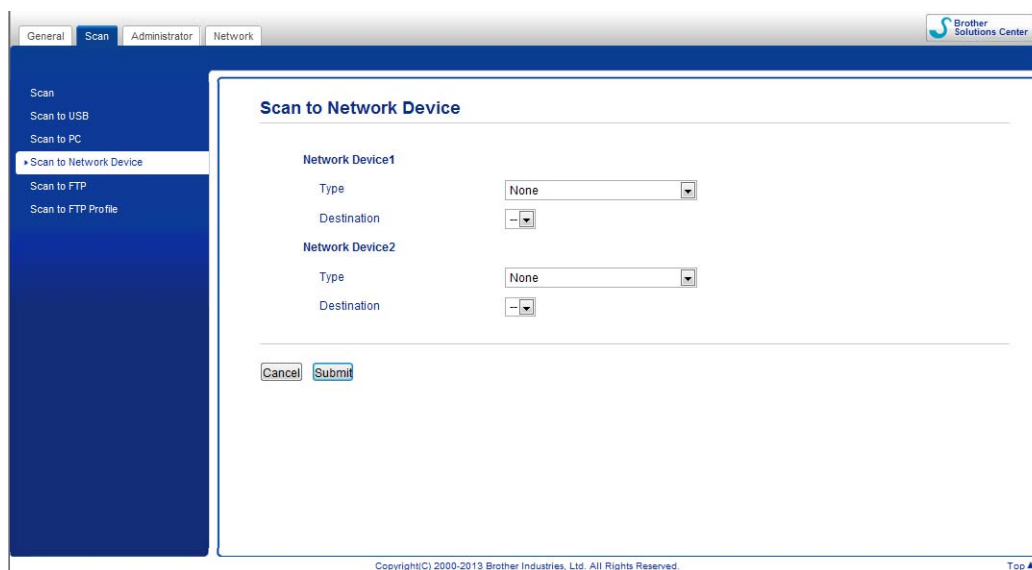 General Scan Administrator Network
Brother
Solutions Center
Scan
Scan to USB
Scan to PC
Scan to Network Device
Scan to FTP
Scan to FTP Profile
Scan to Network Device
Network Device1
Type None
Destination --
Network Device2
Type None
Destination --
Cancel Submit
Copyright(C) 2000-2013 Brother Industries, Ltd. All Rights Reserved. Top